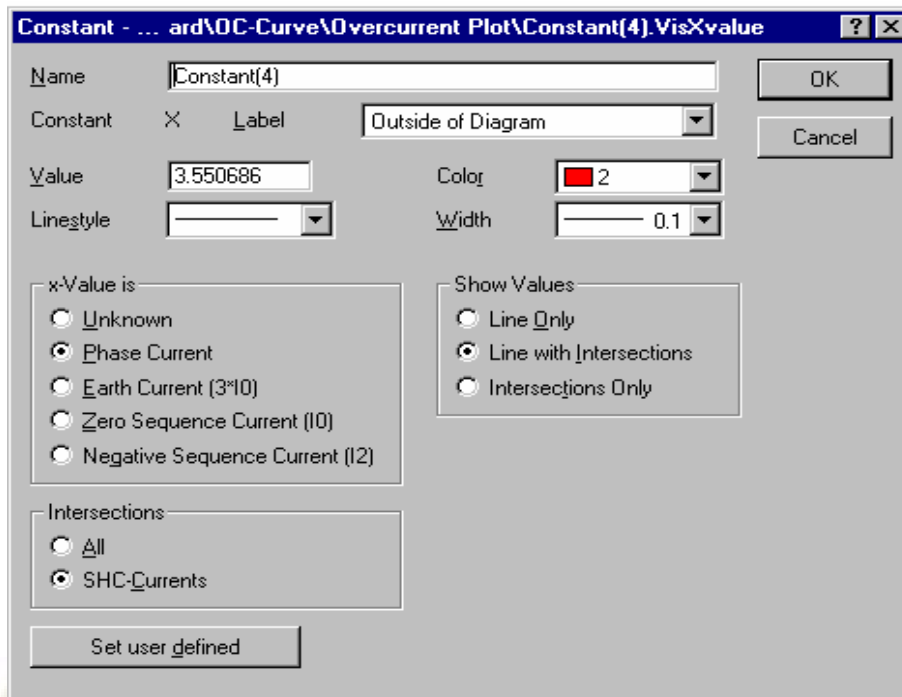 Constant - ... ard\OC-Curve\Overcurrent Plot\Constant(4).VisXvalue
Name Constant(4) OK
Constant X Label Outside of Diagram Cancel
Value 3.550686 Color 2
Linestyle Width 0.1
x-Value is
Unknown
Phase Current
Earth Current (3*I0)
Zero Sequence Current (I0)
Negative Sequence Current (I2)
Show Values
Line Only
Line with Intersections
Intersections Only
Intersections
All
SHC-Currents
Set user defined